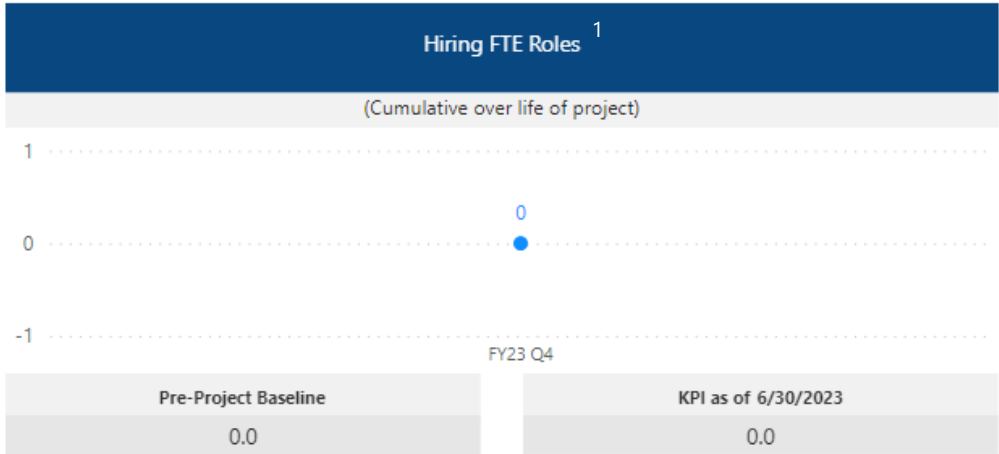 Hiring FTE Roles 1
(Cumulative over life of project)
1
0
0
-1
FY23 Q4
Pre-Project Baseline
KPI as of 6/30/2023
0.0
0.0